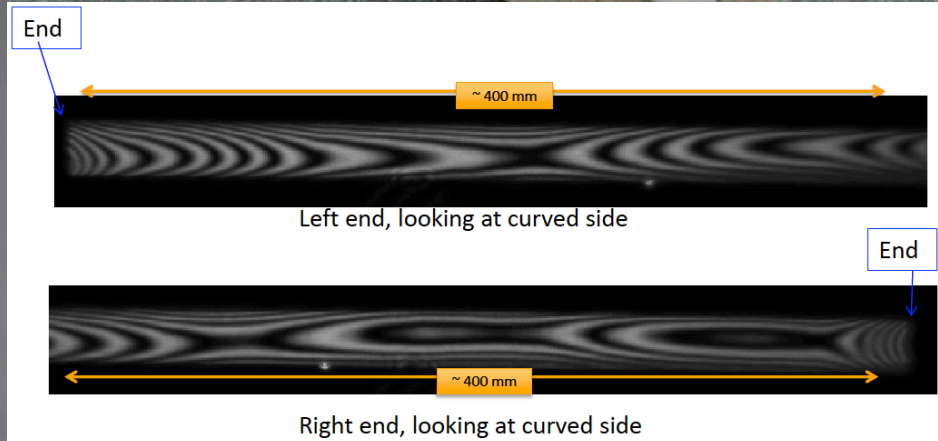 End
~ 400 mm
Left end, looking at curved side
End
~ 400 mm
Right end, looking at curved side